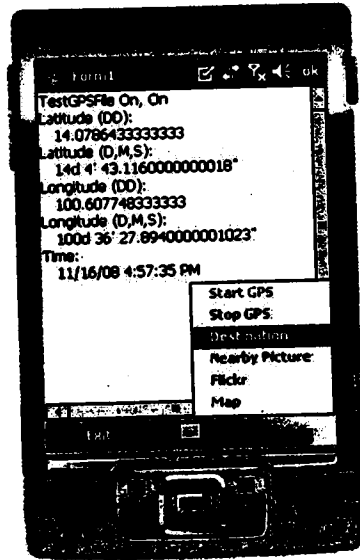 Form1 ok
TestGPSFile On, On
Latitude (DD):
14.0786433333333
Latitude (D,M,S):
14d 4' 43.1160000000018"
Longitude (DD):
100.607748333333
Longitude (D,M,S):
100d 36' 27.8940000001023"
Time:
11/16/08 4:57:35 PM
Start GPS
Stop GPS
Destination
Nearby Picture
Flickr
Map
Exit